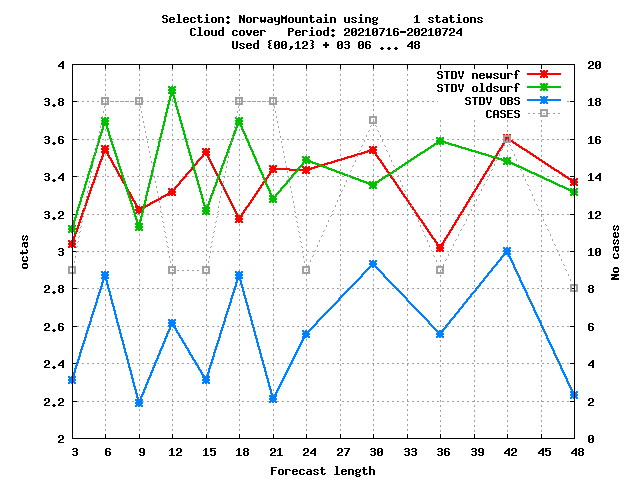 Selection: NorwayMountain using     1 stations
Cloud cover   Period: 20210716-20210724
Used {00,12} + 03 06 ... 48
4 20
STDV newsurf
STDV oldsurf
3.8 STDV OBS 18
CASES
3.6 16
3.4 14
3.2 12
octas
3 10
No cases
2.8 8
2.6 6
2.4 4
2.2 2
2 0
3 6 9 12 15 18 21 24 27 30 33 36 39 42 45 48
Forecast length